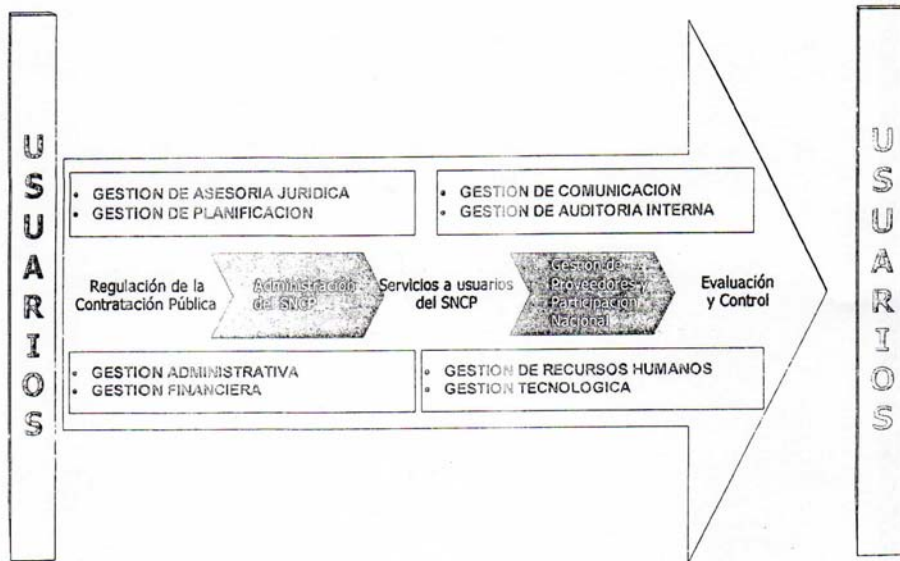 USUARIOS
• GESTION DE ASESORIA JURIDICA
• GESTION DE PLANIFICACION
• GESTION DE COMUNICACION
• GESTION DE AUDITORIA INTERNA
Regulación de la
Contratación Pública
Administración
del SNCP
Servicios a usuarios
del SNCP
Gestión de
Proveedores y
Participación
Nacional
Evaluación
y Control
• GESTION ADMINISTRATIVA
• GESTION FINANCIERA
• GESTION DE RECURSOS HUMANOS
• GESTION TECNOLOGICA
USUARIOS